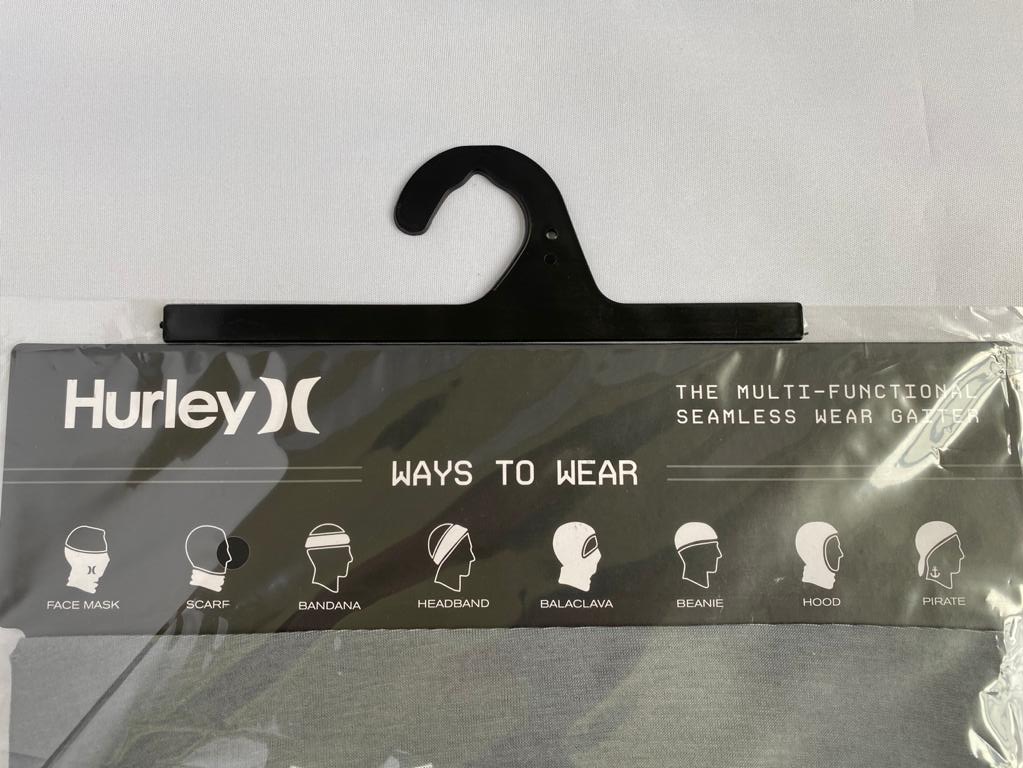 Hurley
THE MULTI-FUNCTIONAL
SEAMLESS WEAR GAITER
WAYS TO WEAR
FACE MASK
SCARF
BANDANA
HEADBAND
BALACLAVA
BEANIE
HOOD
PIRATE